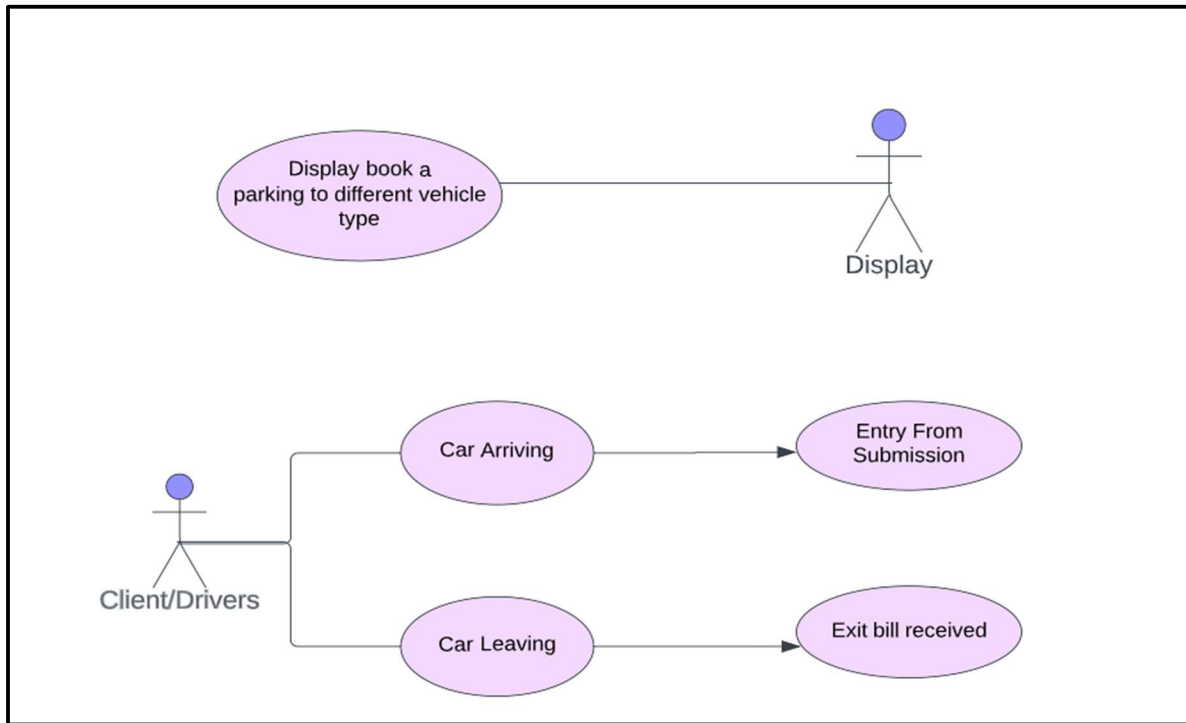 Display book a
parking to different vehicle
type
Display
Car Arriving
Entry From
Submission
Client/Drivers
Car Leaving
Exit bill received